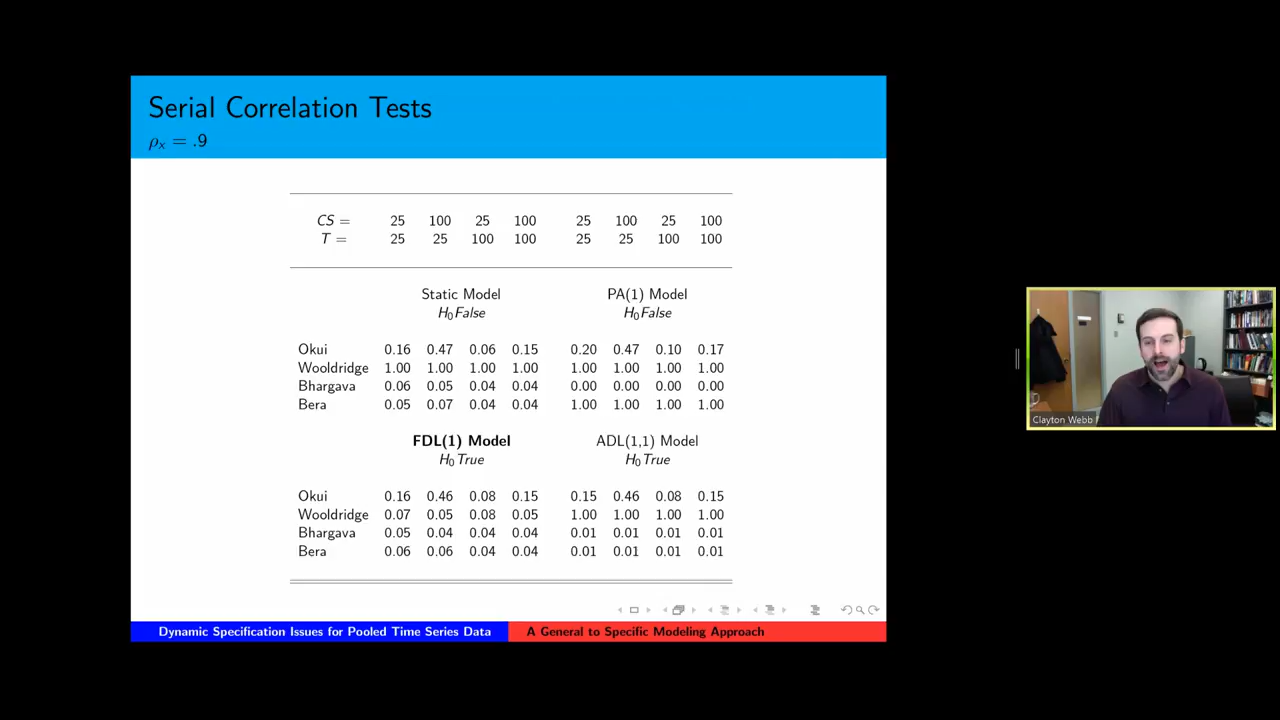 Serial Correlation Tests
ρx = .9
CS = 25 100 25 100 25 100 25 100
T = 25 25 100 100 25 25 100 100
Static Model PA(1) Model
H0 False H0 False
Okui 0.16 0.47 0.06 0.15 0.20 0.47 0.10 0.17
Wooldridge 1.00 1.00 1.00 1.00 1.00 1.00 1.00 1.00
Bhargava 0.06 0.05 0.04 0.04 0.00 0.00 0.00 0.00
Bera 0.05 0.07 0.04 0.04 1.00 1.00 1.00 1.00
FDL(1) Model ADL(1,1) Model
H0 True H0 True
Okui 0.16 0.46 0.08 0.15 0.15 0.46 0.08 0.15
Wooldridge 0.07 0.05 0.08 0.05 1.00 1.00 1.00 1.00
Bhargava 0.05 0.04 0.04 0.04 0.01 0.01 0.01 0.01
Bera 0.06 0.06 0.04 0.04 0.01 0.01 0.01 0.01
Dynamic Specification Issues for Pooled Time Series Data A General to Specific Modeling Approach
Clayton Webb